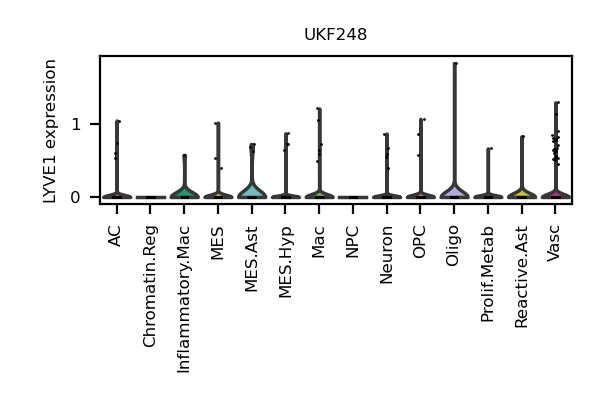 UKF248
LYVE1 expression
1
0
AC
Chromatin.Reg
Inflammatory.Mac
MES
MES.Ast
MES.Hyp
Mac
NPC
Neuron
OPC
Oligo
Prolif.Metab
Reactive.Ast
Vasc